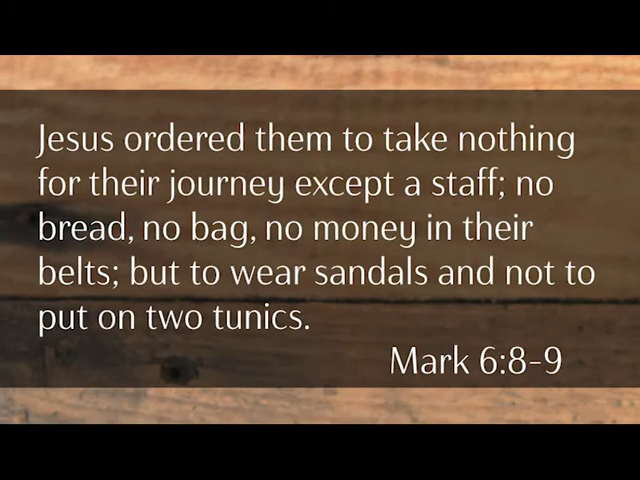 Jesus ordered them to take nothing
for their journey except a staff; no
bread, no bag, no money in their
belts; but to wear sandals and not to
put on two tunics.
Mark 6:8-9